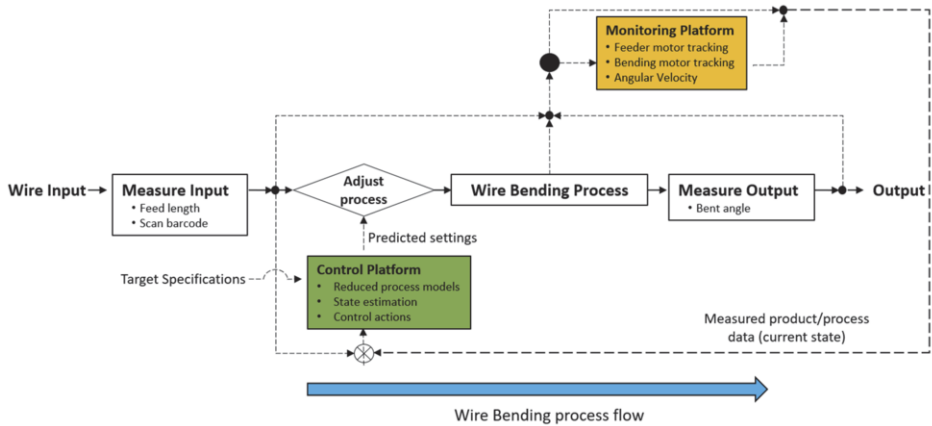 Monitoring Platform
• Feeder motor tracking
• Bending motor tracking
• Angular Velocity
Wire Input
Measure Input
• Feed length
• Scan barcode
Adjust
process
Wire Bending Process
Measure Output
• Bent angle
Output
Predicted settings
Target Specifications
Control Platform
• Reduced process models
• State estimation
• Control actions
Measured product/process
data (current state)
Wire Bending process flow